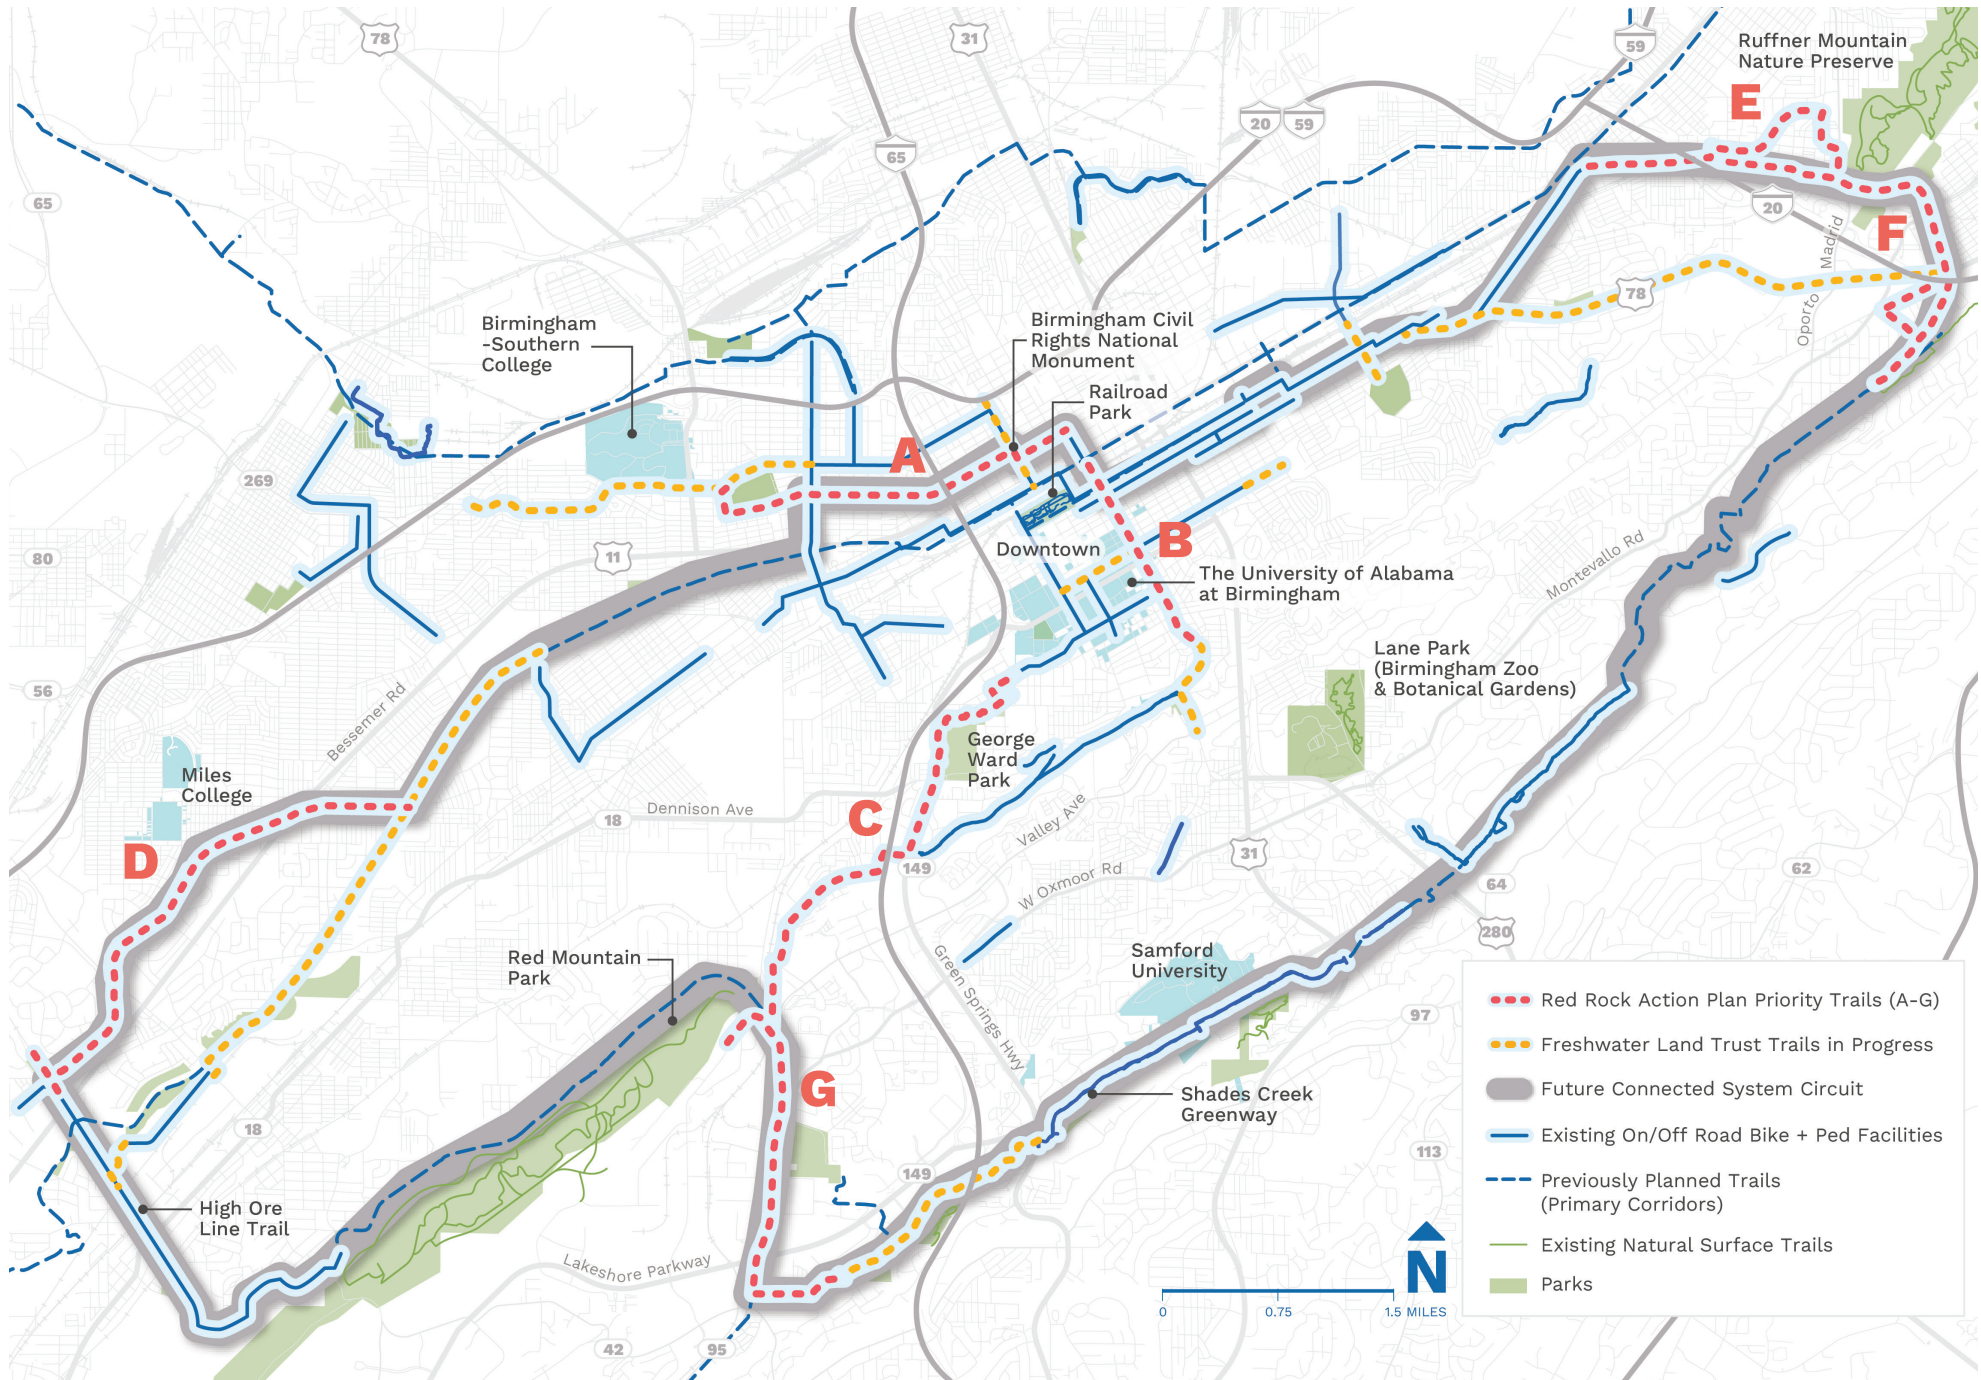 78
31
59
Ruffner Mountain
Nature Preserve
E
20
59
65
65
20
F
Madrid
Oporto
78
Birmingham
-Southern
College
Birmingham Civil
Rights National
Monument
Railroad
Park
A
269
80
11
Downtown
B
The University of Alabama
at Birmingham
Montevallo Rd
Lane Park
(Birmingham Zoo
& Botanical Gardens)
56
Bessemer Rd
George
Ward
Park
Miles
College
Dennison Ave
18
C
Valley Ave
31
D
149
W Oxmoor Rd
62
64
280
Red Mountain
Park
Green Springs Hwy
Samford
University
97
G
Shades Creek
Greenway
18
113
149
High Ore
Line Trail
Lakeshore Parkway
42
95
N
0
0.75
1.5 MILES
Red Rock Action Plan Priority Trails (A-G)
Freshwater Land Trust Trails in Progress
Future Connected System Circuit
Existing On/Off Road Bike + Ped Facilities
Previously Planned Trails
(Primary Corridors)
Existing Natural Surface Trails
Parks